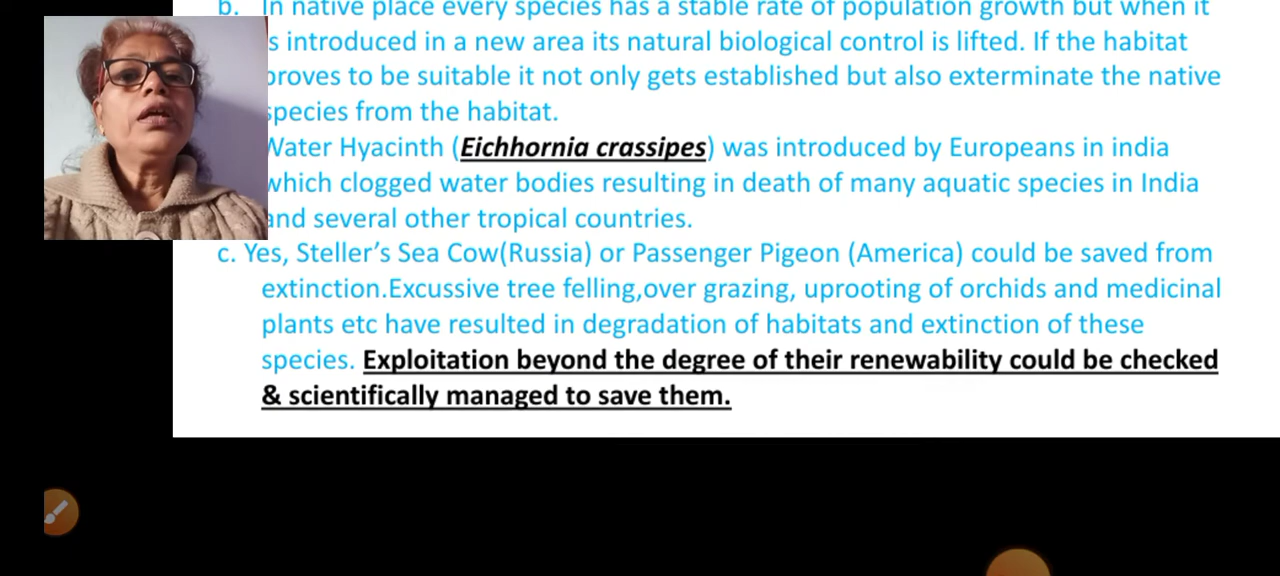 b. In native place every species has a stable rate of population growth but when it
s introduced in a new area its natural biological control is lifted. If the habitat
proves to be suitable it not only gets established but also exterminate the native
species from the habitat.
Water Hyacinth (Eichhornia crassipes) was introduced by Europeans in india
which clogged water bodies resulting in death of many aquatic species in India
and several other tropical countries.
c. Yes, Steller’s Sea Cow(Russia) or Passenger Pigeon (America) could be saved from
extinction.Excussive tree felling,over grazing, uprooting of orchids and medicinal
plants etc have resulted in degradation of habitats and extinction of these
species. Exploitation beyond the degree of their renewability could be checked
& scientifically managed to save them.